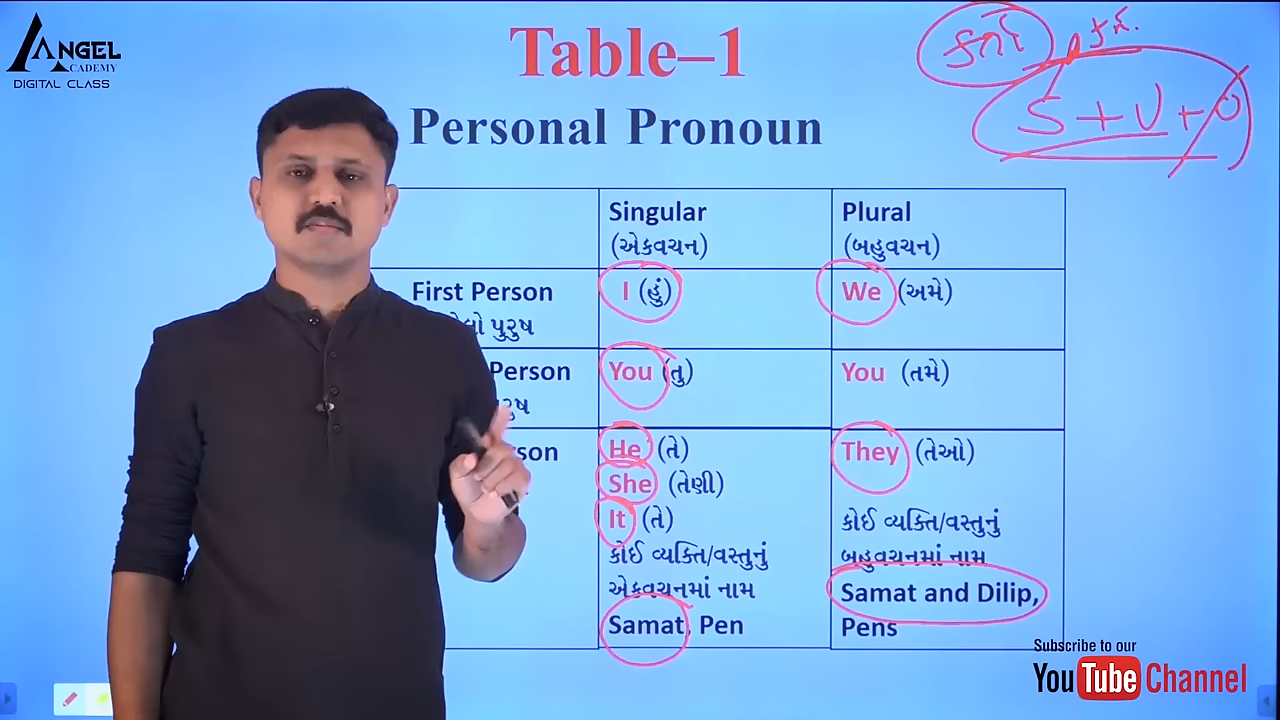 ANGEL
ACADEMY
DIGITAL CLASS
Table–1
Personal Pronoun
કર્તા
S + V + O
Singular
(એકવચન)
Plural
(બહુવચન)
First Person
પુરુષ
I (હું)
We (અમે)
Person
You (તુ)
You (તમે)
He (તે)
She (તેણી)
It (તે)
કોઈ વ્યક્તિ/વસ્તુનું
એકવચનમાં નામ
Samat, Pen
They (તેઓ)
કોઈ વ્યક્તિ/વસ્તુનું
બહુવચનમાં નામ
Samat and Dilip,
Pens
Subscribe to our
YouTube Channel